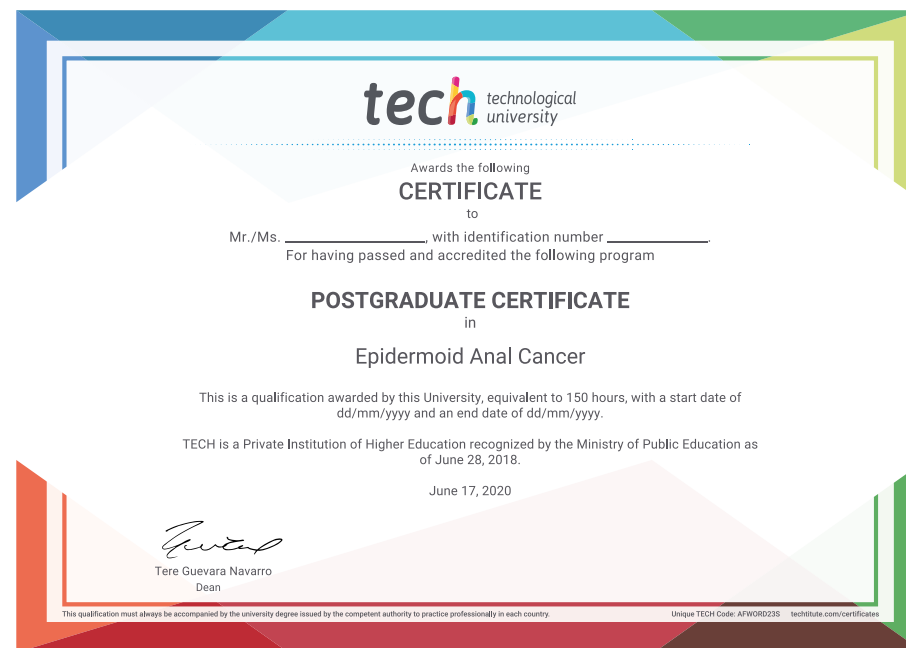 tech technological
university
Awards the following
CERTIFICATE
to
Mr./Ms. ____________________, with identification number ______________.
For having passed and accredited the following program
POSTGRADUATE CERTIFICATE
in
Epidermoid Anal Cancer
This is a qualification awarded by this University, equivalent to 150 hours, with a start date of
dd/mm/yyyy and an end date of dd/mm/yyyy.
TECH is a Private Institution of Higher Education recognized by the Ministry of Public Education as
of June 28, 2018.
June 17, 2020
Tere Guevara Navarro
Dean
This qualification must always be accompanied by the university degree issued by the competent authority to practice professionally in each country. Unique TECH Code: AFWORD23S techtitute.com/certificates